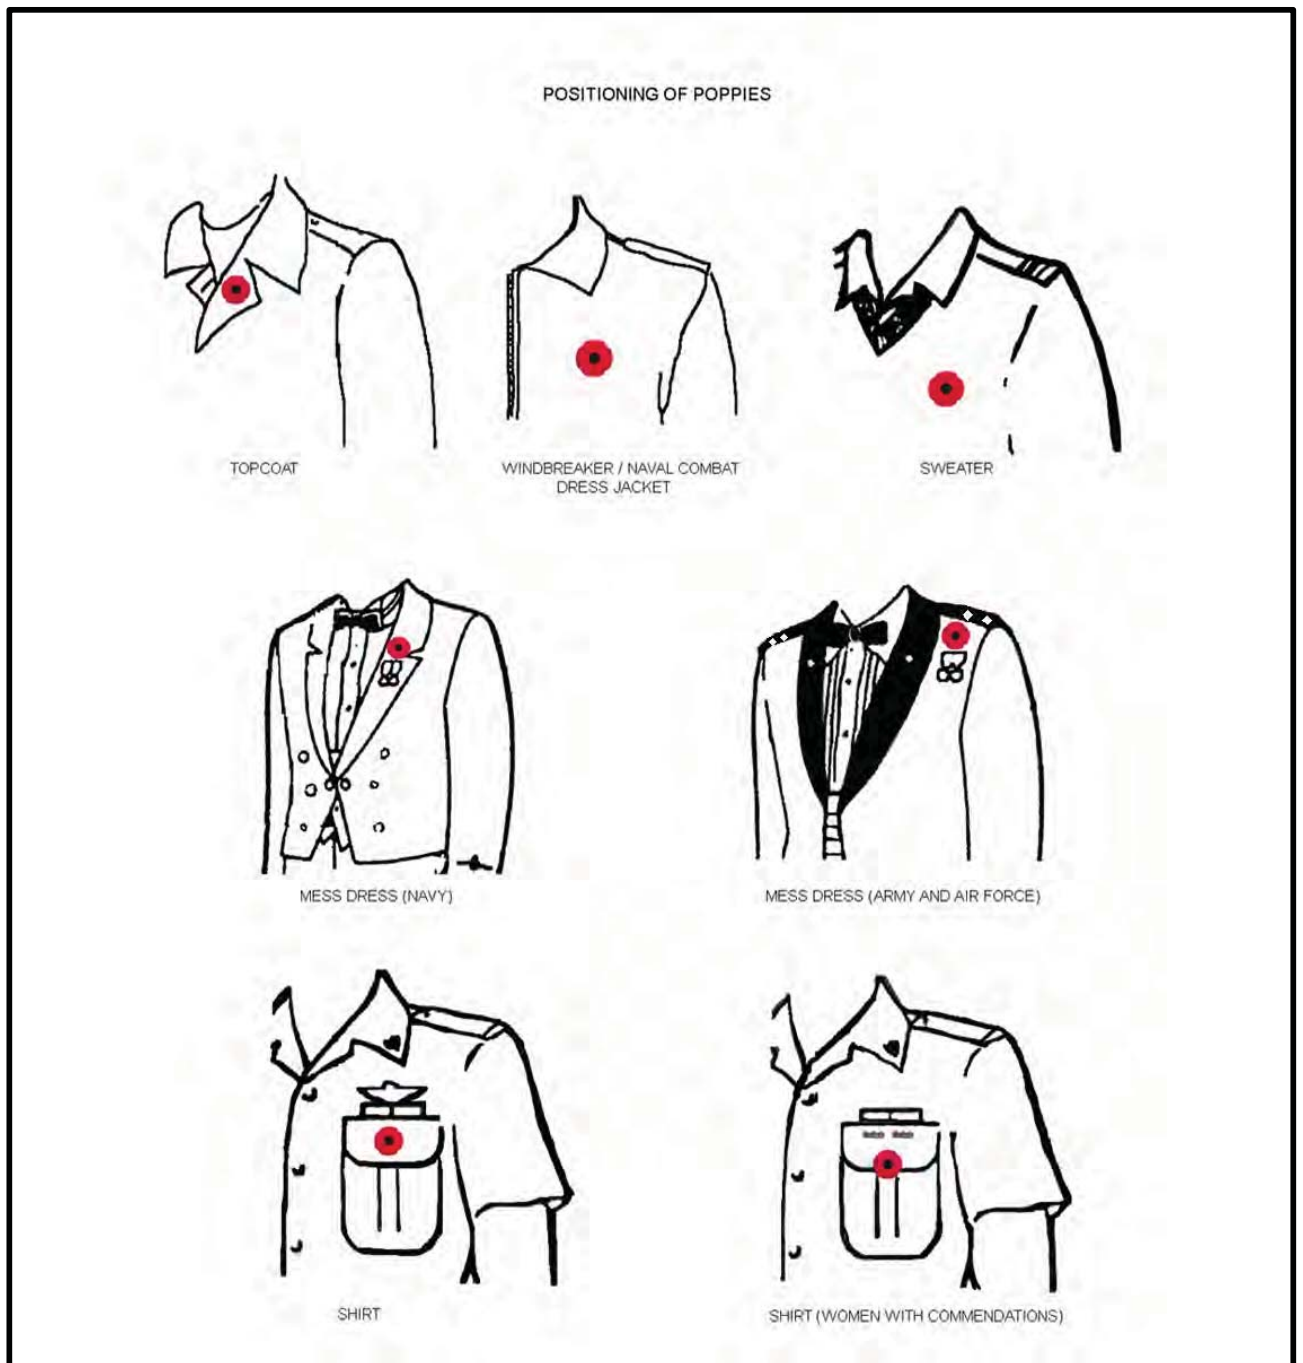 POSITIONING OF POPPIES
TOPCOAT
WINDBREAKER / NAVAL COMBAT
DRESS JACKET
SWEATER
MESS DRESS (NAVY)
MESS DRESS (ARMY AND AIR FORCE)
SHIRT
SHIRT (WOMEN WITH COMMENDATIONS)